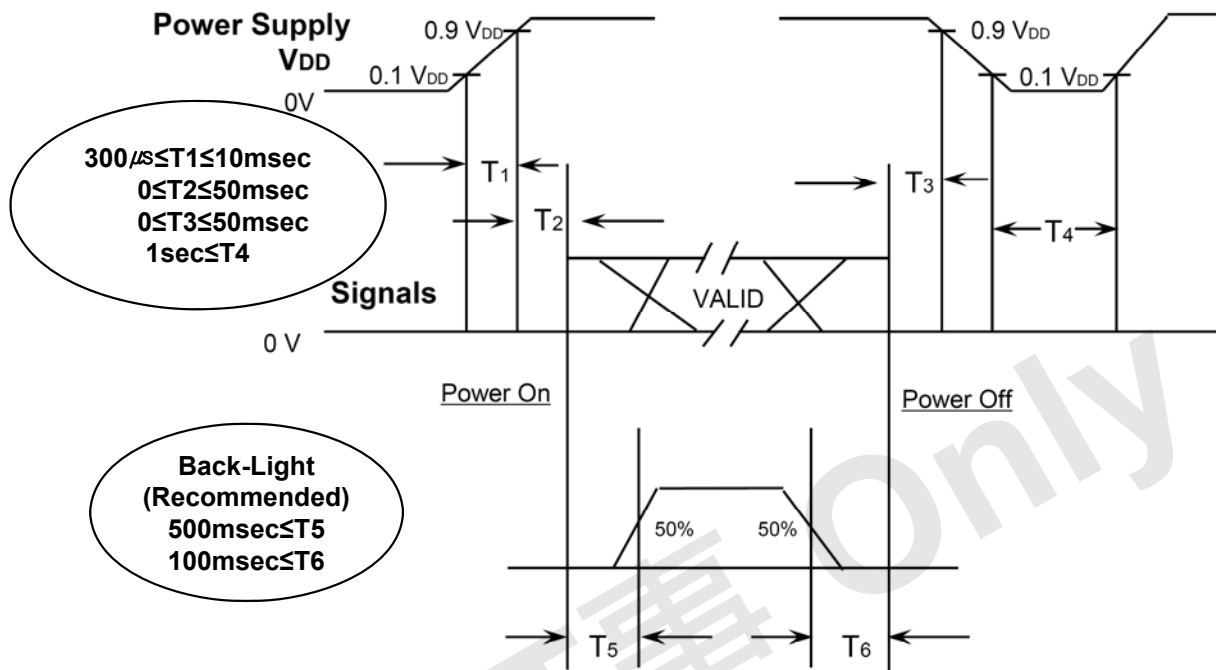 Power Supply
VDD
0.9 VDD
0.1 VDD
0V
0.9 VDD
0.1 VDD
300㎲≤T1≤10msec
0≤T2≤50msec
0≤T3≤50msec
1sec≤T4
T1
T2
T3
T4
Signals
VALID
0 V
Power On
Power Off
Back-Light
(Recommended)
500msec≤T5
100msec≤T6
50%
50%
T5
T6
事 Only